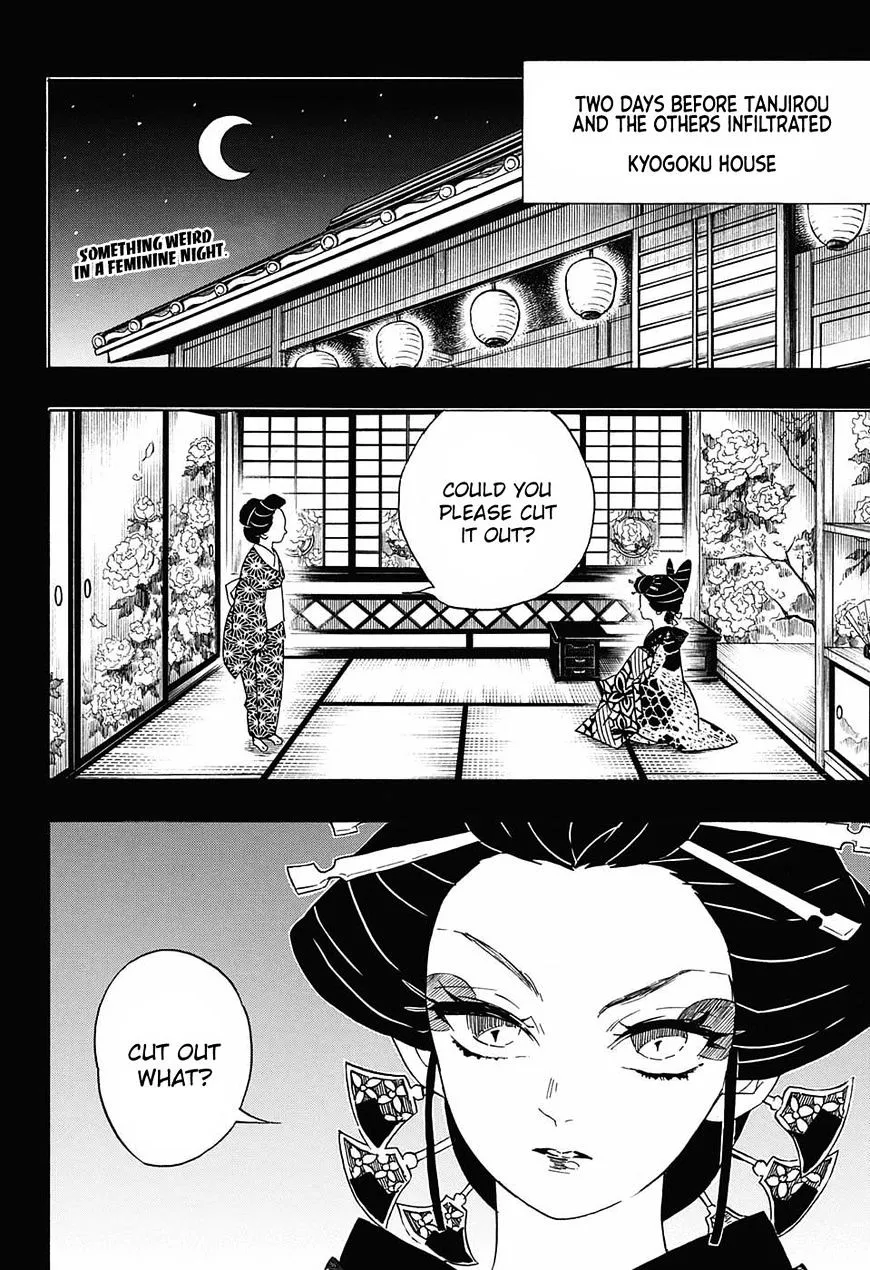 TWO DAYS BEFORE TANJIROU
AND THE OTHERS INFILTRATED
KYOGOKU HOUSE
SOMETHING WEIRD
IN A FEMININE NIGHT.
COULD YOU
PLEASE CUT
IT OUT?
CUT OUT
WHAT?